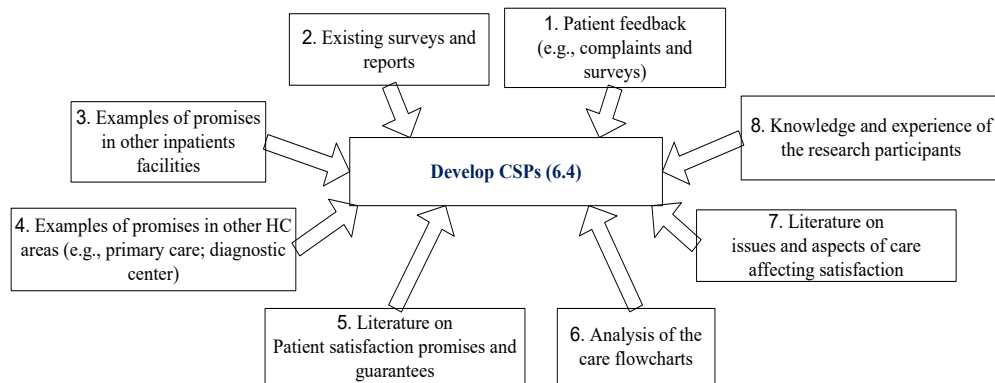 1. Patient feedback
(e.g., complaints and
surveys)
2. Existing surveys and
reports
3. Examples of promises
in other inpatients
facilities
8. Knowledge and experience of
the research participants
Develop CSPs (6.4)
4. Examples of promises in other HC
areas (e.g., primary care; diagnostic
center)
7. Literature on
issues and aspects of care
affecting satisfaction
5. Literature on
Patient satisfaction promises and
guarantees
6. Analysis of the
care flowcharts